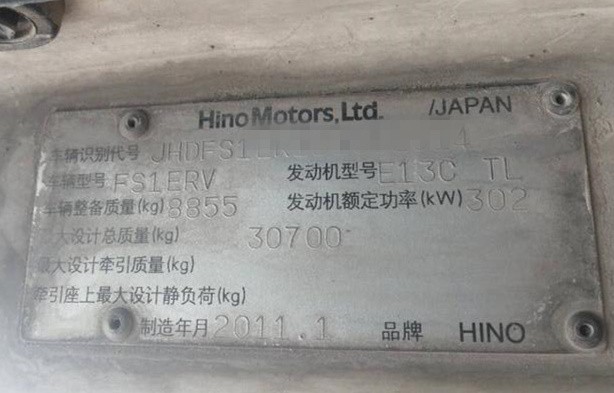 Hino Motors, Ltd. /JAPAN
车辆识别代号 JHDFS1E 4
车辆型号 FS1ERV 发动机型号 E13C TL
车辆整备质量(kg) 8855 发动机额定功率(kW) 302
最大设计总质量(kg) 30700
最大设计牵引质量(kg)
牵引座上最大设计静负荷(kg)
制造年月 2011.1 品牌 HINO